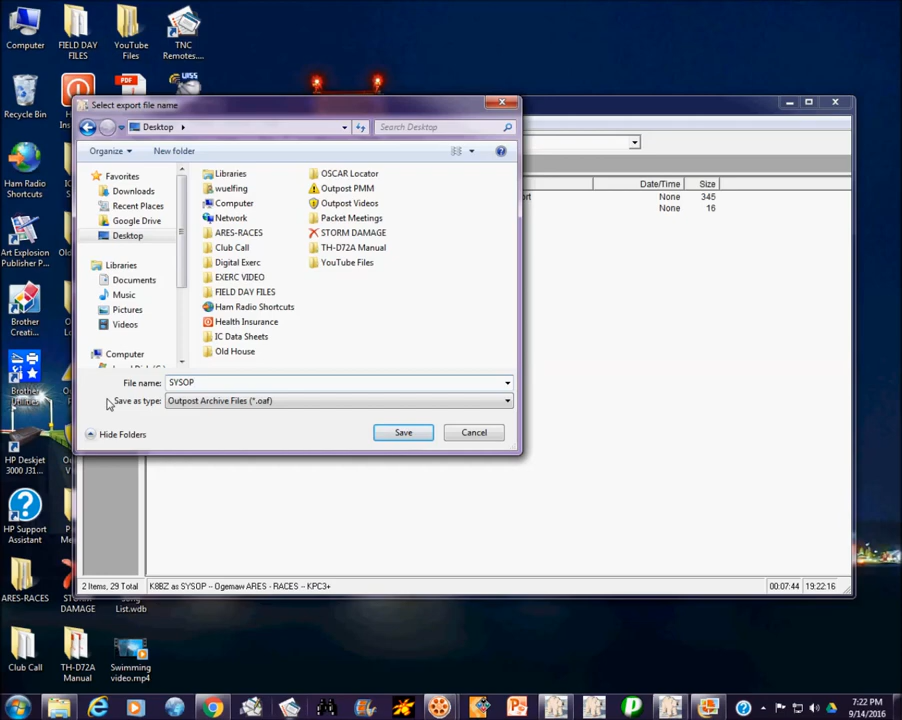 Computer
FIELD DAY
FILES
YouTube
Files
TNC
Remotes...
Recycle Bin
Ham Radio
Shortcuts
Art Explosion
Publisher P...
Brother
Creati...
Brother
Utilities
HP Deskjet
3000 J31...
HP Support
Assistant
ARES-RACES
STORM
DAMAGE
List.wdb
Club Call
TH-D72A
Manual
Swimming
video.mp4
PDF
UISS
Select export file name
Desktop
Search Desktop
Organize
New folder
Favorites
Downloads
Recent Places
Google Drive
Desktop
Libraries
Documents
Music
Pictures
Videos
Computer
Libraries
wuelfing
Computer
Network
ARES-RACES
Club Call
Digital Exerc
EXERC VIDEO
FIELD DAY FILES
Ham Radio Shortcuts
Health Insurance
IC Data Sheets
Old House
OSCAR Locator
Outpost PMM
Outpost Videos
Packet Meetings
STORM DAMAGE
TH-D72A Manual
YouTube Files
File name: SYSOP
Save as type: Outpost Archive Files (*.oaf)
Hide Folders
Save
Cancel
Date/Time Size
None 345
None 16
2 Items, 29 Total K8BZ as SYSOP -- Ogemaw ARES - RACES -- KPC3+ 00:07:44 19:22:16
7:22 PM
9/14/2016